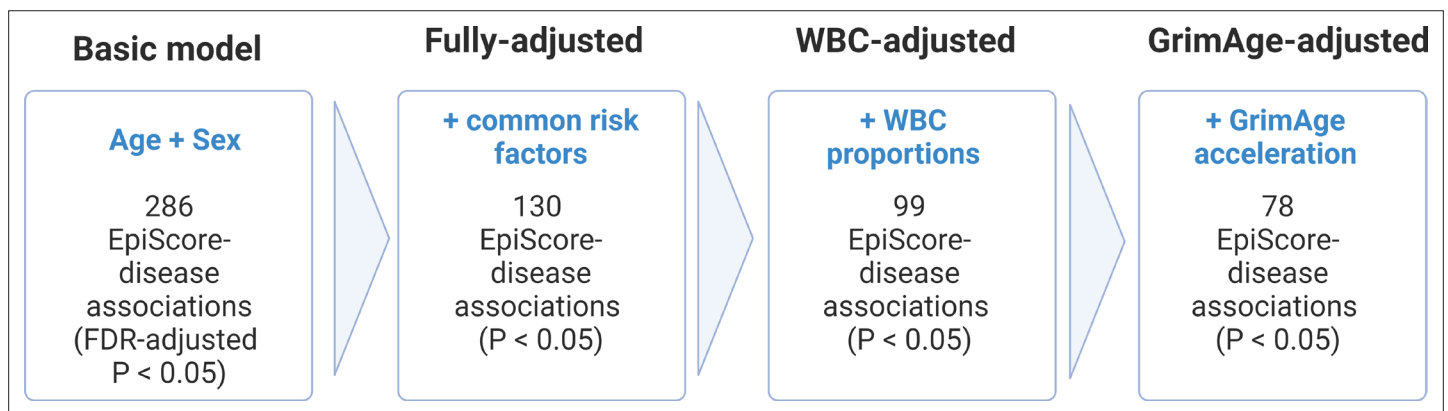 Basic model
Age + Sex
286
EpiScore-
disease
associations
(FDR-adjusted
P < 0.05)
Fully-adjusted
+ common risk
factors
130
EpiScore-
disease
associations
(P < 0.05)
WBC-adjusted
+ WBC
proportions
99
EpiScore-
disease
associations
(P < 0.05)
GrimAge-adjusted
+ GrimAge
acceleration
78
EpiScore-
disease
associations
(P < 0.05)